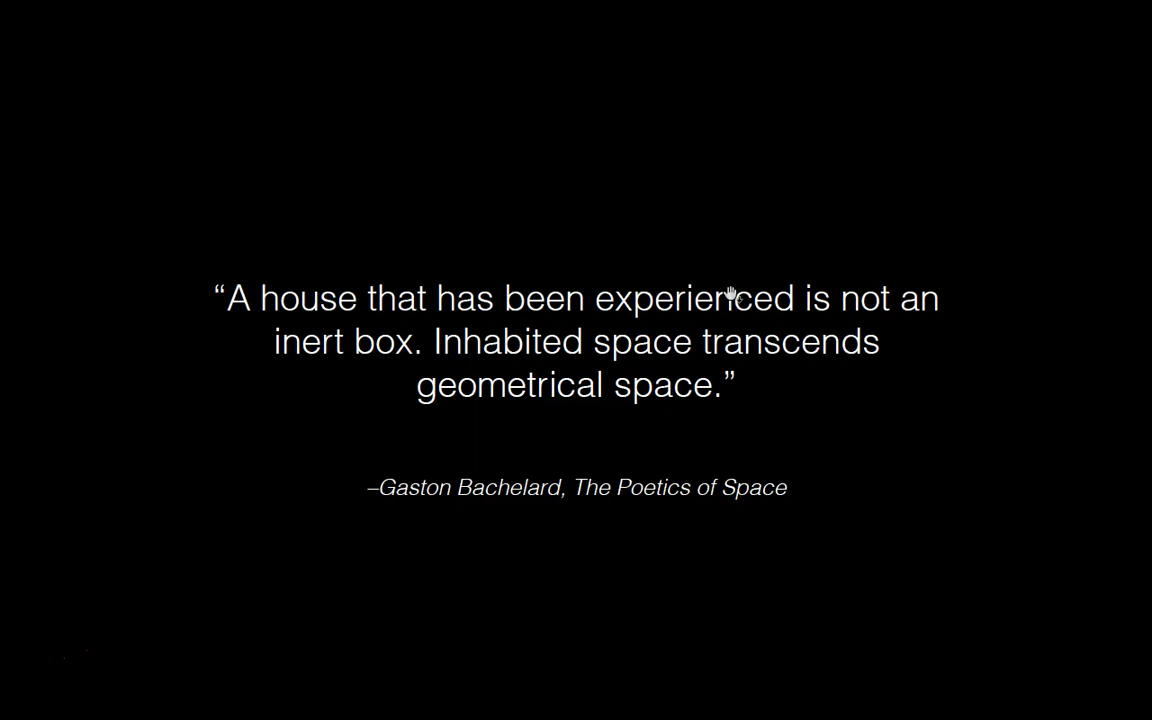 “A house that has been experienced is not an
inert box. Inhabited space transcends
geometrical space.”
–Gaston Bachelard, The Poetics of Space